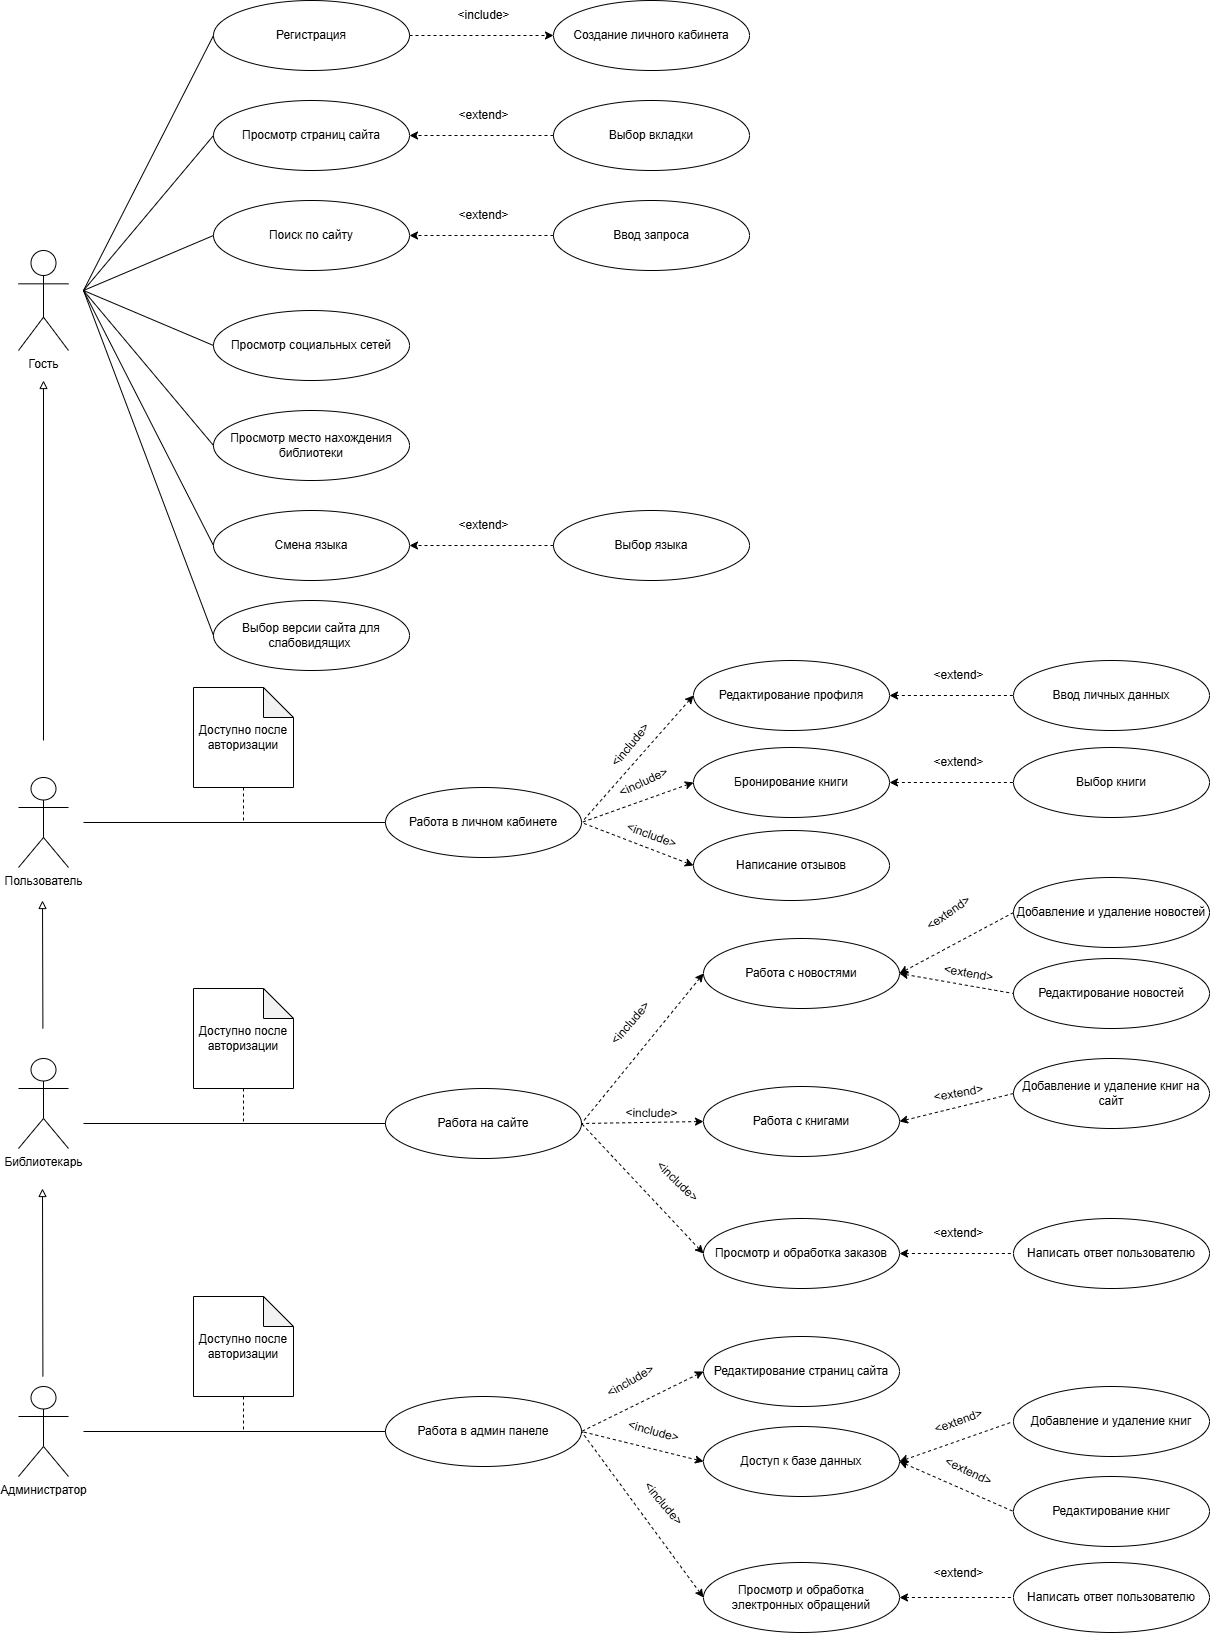 Регистрация
<include>
Создание личного кабинета
Просмотр страниц сайта
<extend>
Выбор вкладки
Поиск по сайту
<extend>
Ввод запроса
Гость
Просмотр социальных сетей
Просмотр место нахождения
библиотеки
Смена языка
<extend>
Выбор языка
Выбор версии сайта для
слабовидящих
Доступно после
авторизации
Пользователь
Работа в личном кабинете
<include>
<include>
<include>
Редактирование профиля
<extend>
Ввод личных данных
Бронирование книги
<extend>
Выбор книги
Написание отзывов
Доступно после
авторизации
Библиотекарь
Работа на сайте
<include>
<include>
<include>
Работа с новостями
<extend>
Добавление и удаление новостей
<extend>
Редактирование новостей
Работа с книгами
<extend>
Добавление и удаление книг на
сайт
Просмотр и обработка заказов
<extend>
Написать ответ пользователю
Доступно после
авторизации
Администратор
Работа в админ панеле
<include>
<include>
<include>
Редактирование страниц сайта
Доступ к базе данных
<extend>
Добавление и удаление книг
<extend>
Редактирование книг
Просмотр и обработка
электронных обращений
<extend>
Написать ответ пользователю